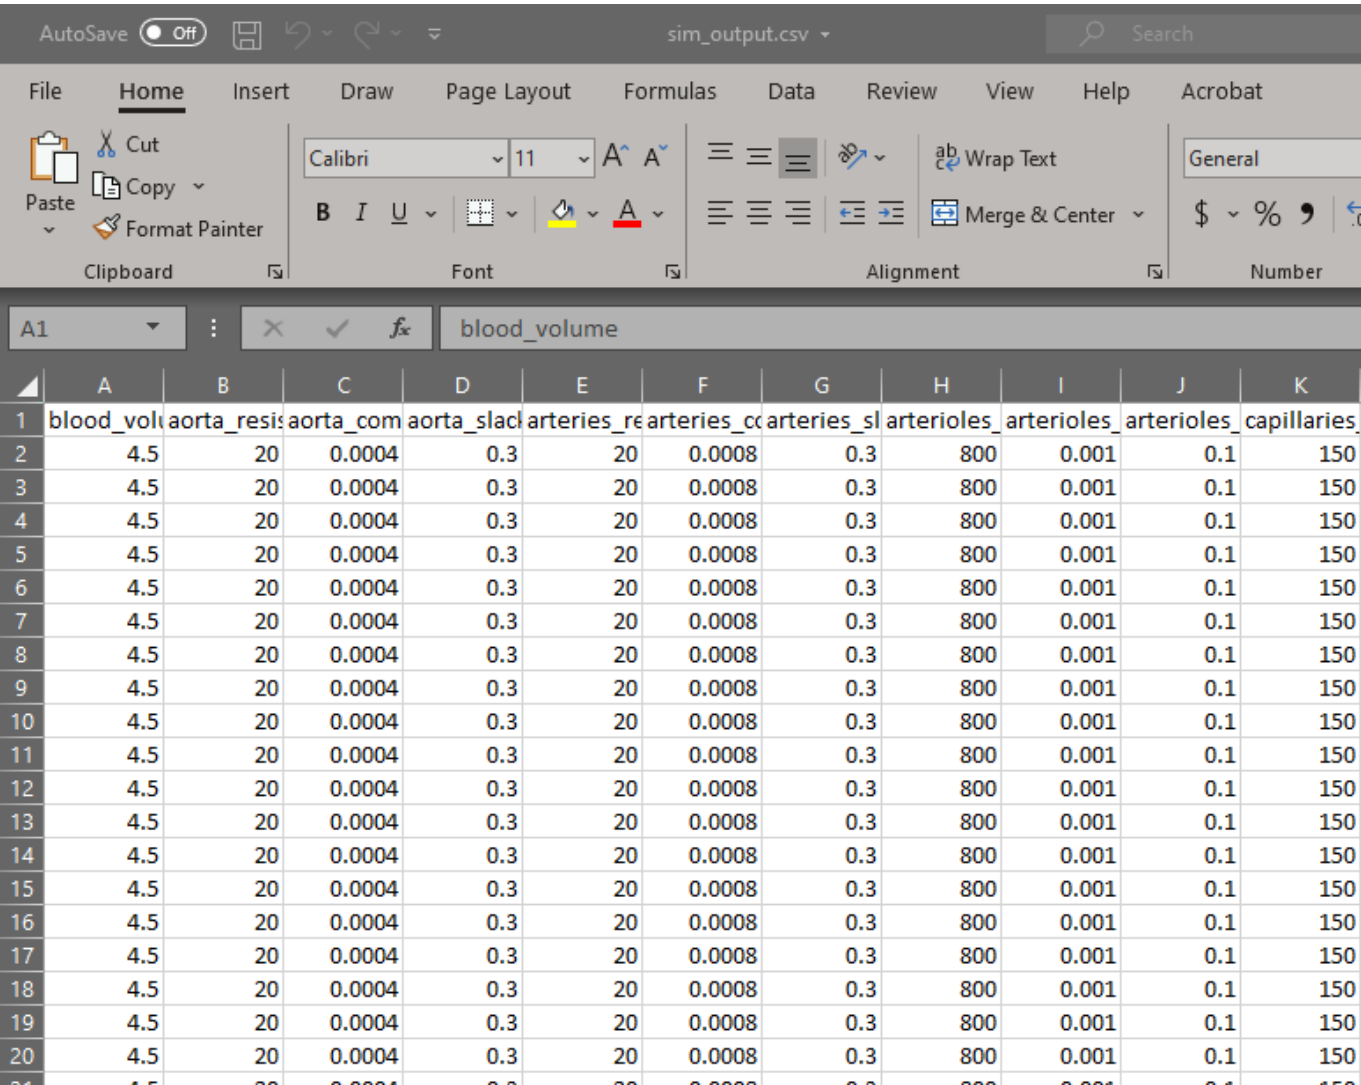 AutoSave Off sim_output.csv Search
File Home Insert Draw Page Layout Formulas Data Review View Help Acrobat
Cut
Calibri 11 A^ A˅ ab Wrap Text General
Copy
Paste B I U A Merge & Center $ % 9
Format Painter
Clipboard Font Alignment Number
A1 fx blood_volume
A B C D E F G H I J K
1 blood_volu aorta_resis aorta_com aorta_slack arteries_re arteries_co arteries_sl arterioles_ arterioles_ arterioles_ capillaries_
2 4.5 20 0.0004 0.3 20 0.0008 0.3 800 0.001 0.1 150
3 4.5 20 0.0004 0.3 20 0.0008 0.3 800 0.001 0.1 150
4 4.5 20 0.0004 0.3 20 0.0008 0.3 800 0.001 0.1 150
5 4.5 20 0.0004 0.3 20 0.0008 0.3 800 0.001 0.1 150
6 4.5 20 0.0004 0.3 20 0.0008 0.3 800 0.001 0.1 150
7 4.5 20 0.0004 0.3 20 0.0008 0.3 800 0.001 0.1 150
8 4.5 20 0.0004 0.3 20 0.0008 0.3 800 0.001 0.1 150
9 4.5 20 0.0004 0.3 20 0.0008 0.3 800 0.001 0.1 150
10 4.5 20 0.0004 0.3 20 0.0008 0.3 800 0.001 0.1 150
11 4.5 20 0.0004 0.3 20 0.0008 0.3 800 0.001 0.1 150
12 4.5 20 0.0004 0.3 20 0.0008 0.3 800 0.001 0.1 150
13 4.5 20 0.0004 0.3 20 0.0008 0.3 800 0.001 0.1 150
14 4.5 20 0.0004 0.3 20 0.0008 0.3 800 0.001 0.1 150
15 4.5 20 0.0004 0.3 20 0.0008 0.3 800 0.001 0.1 150
16 4.5 20 0.0004 0.3 20 0.0008 0.3 800 0.001 0.1 150
17 4.5 20 0.0004 0.3 20 0.0008 0.3 800 0.001 0.1 150
18 4.5 20 0.0004 0.3 20 0.0008 0.3 800 0.001 0.1 150
19 4.5 20 0.0004 0.3 20 0.0008 0.3 800 0.001 0.1 150
20 4.5 20 0.0004 0.3 20 0.0008 0.3 800 0.001 0.1 150